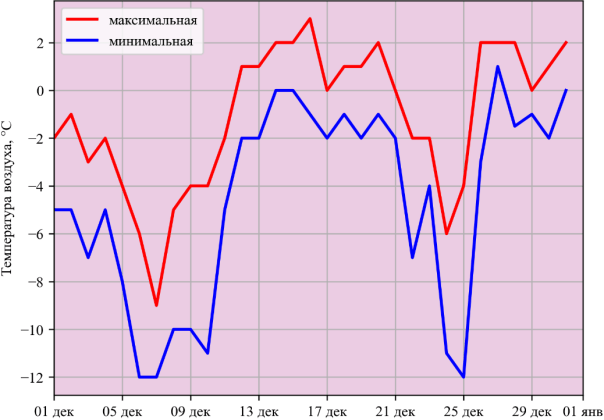 максимальная
минимальная
Температура воздуха, °C
2
0
−2
−4
−6
−8
−10
−12
01 дек 05 дек 09 дек 13 дек 17 дек 21 дек 25 дек 29 дек 01 янв